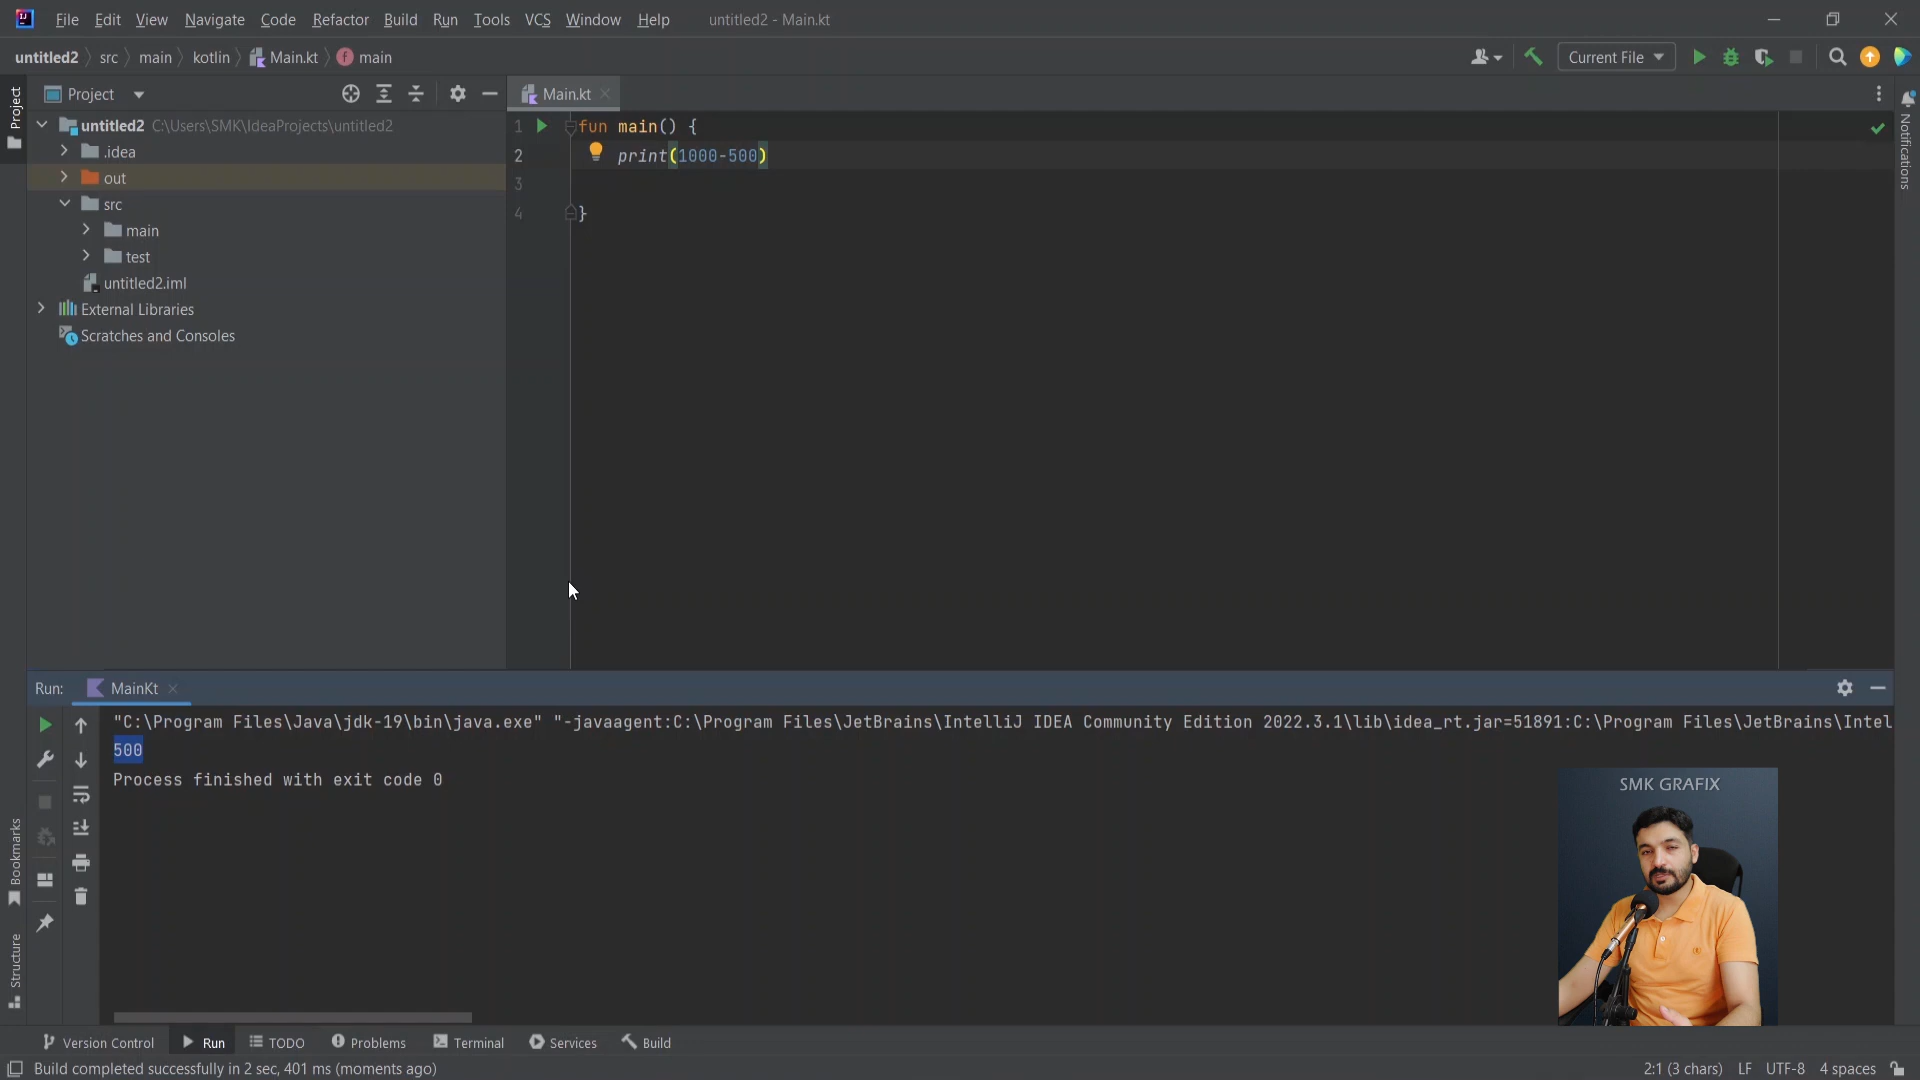 File Edit View Navigate Code Refactor Build Run Tools VCS Window Help untitled2 - Main.kt
untitled2 src main kotlin Main.kt main Current File
Project
Project
Main.kt
untitled2 C:\Users\SMK\IdeaProjects\untitled2
.idea
out
src
main
test
untitled2.iml
External Libraries
Scratches and Consoles
1 fun main() {
2 print(1000-500)
3
4 }
Notifications
Run: MainKt
"C:\Program Files\Java\jdk-19\bin\java.exe" "-javaagent:C:\Program Files\JetBrains\IntelliJ IDEA Community Edition 2022.3.1\lib\idea_rt.jar=51891:C:\Program Files\JetBrains\Intel
500
Process finished with exit code 0
SMK GRAFIX
Bookmarks
Structure
Version Control Run TODO Problems Terminal Services Build
Build completed successfully in 2 sec, 401 ms (moments ago) 2:1 (3 chars) LF UTF-8 4 spaces